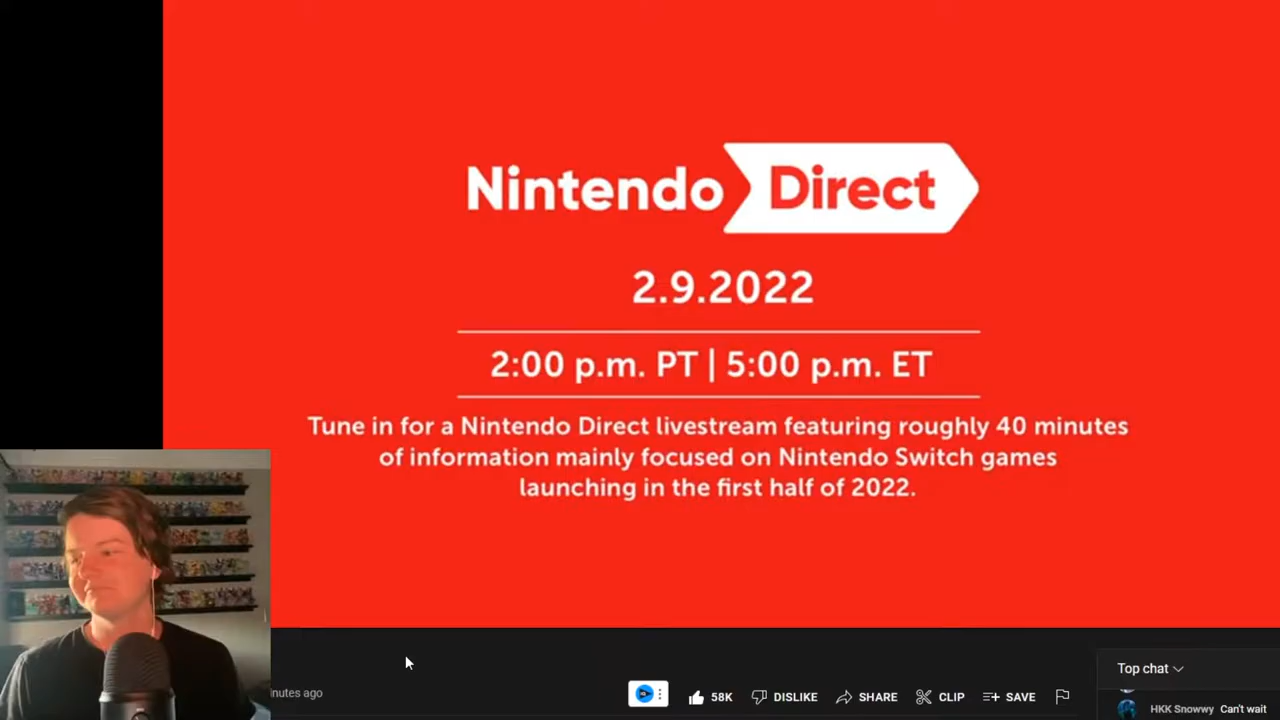 Nintendo Direct
2.9.2022
2:00 p.m. PT | 5:00 p.m. ET
Tune in for a Nintendo Direct livestream featuring roughly 40 minutes
of information mainly focused on Nintendo Switch games
launching in the first half of 2022.
Top chat
nutes ago
58K
DISLIKE
SHARE
CLIP
SAVE
HKK Snowwy Can't wait